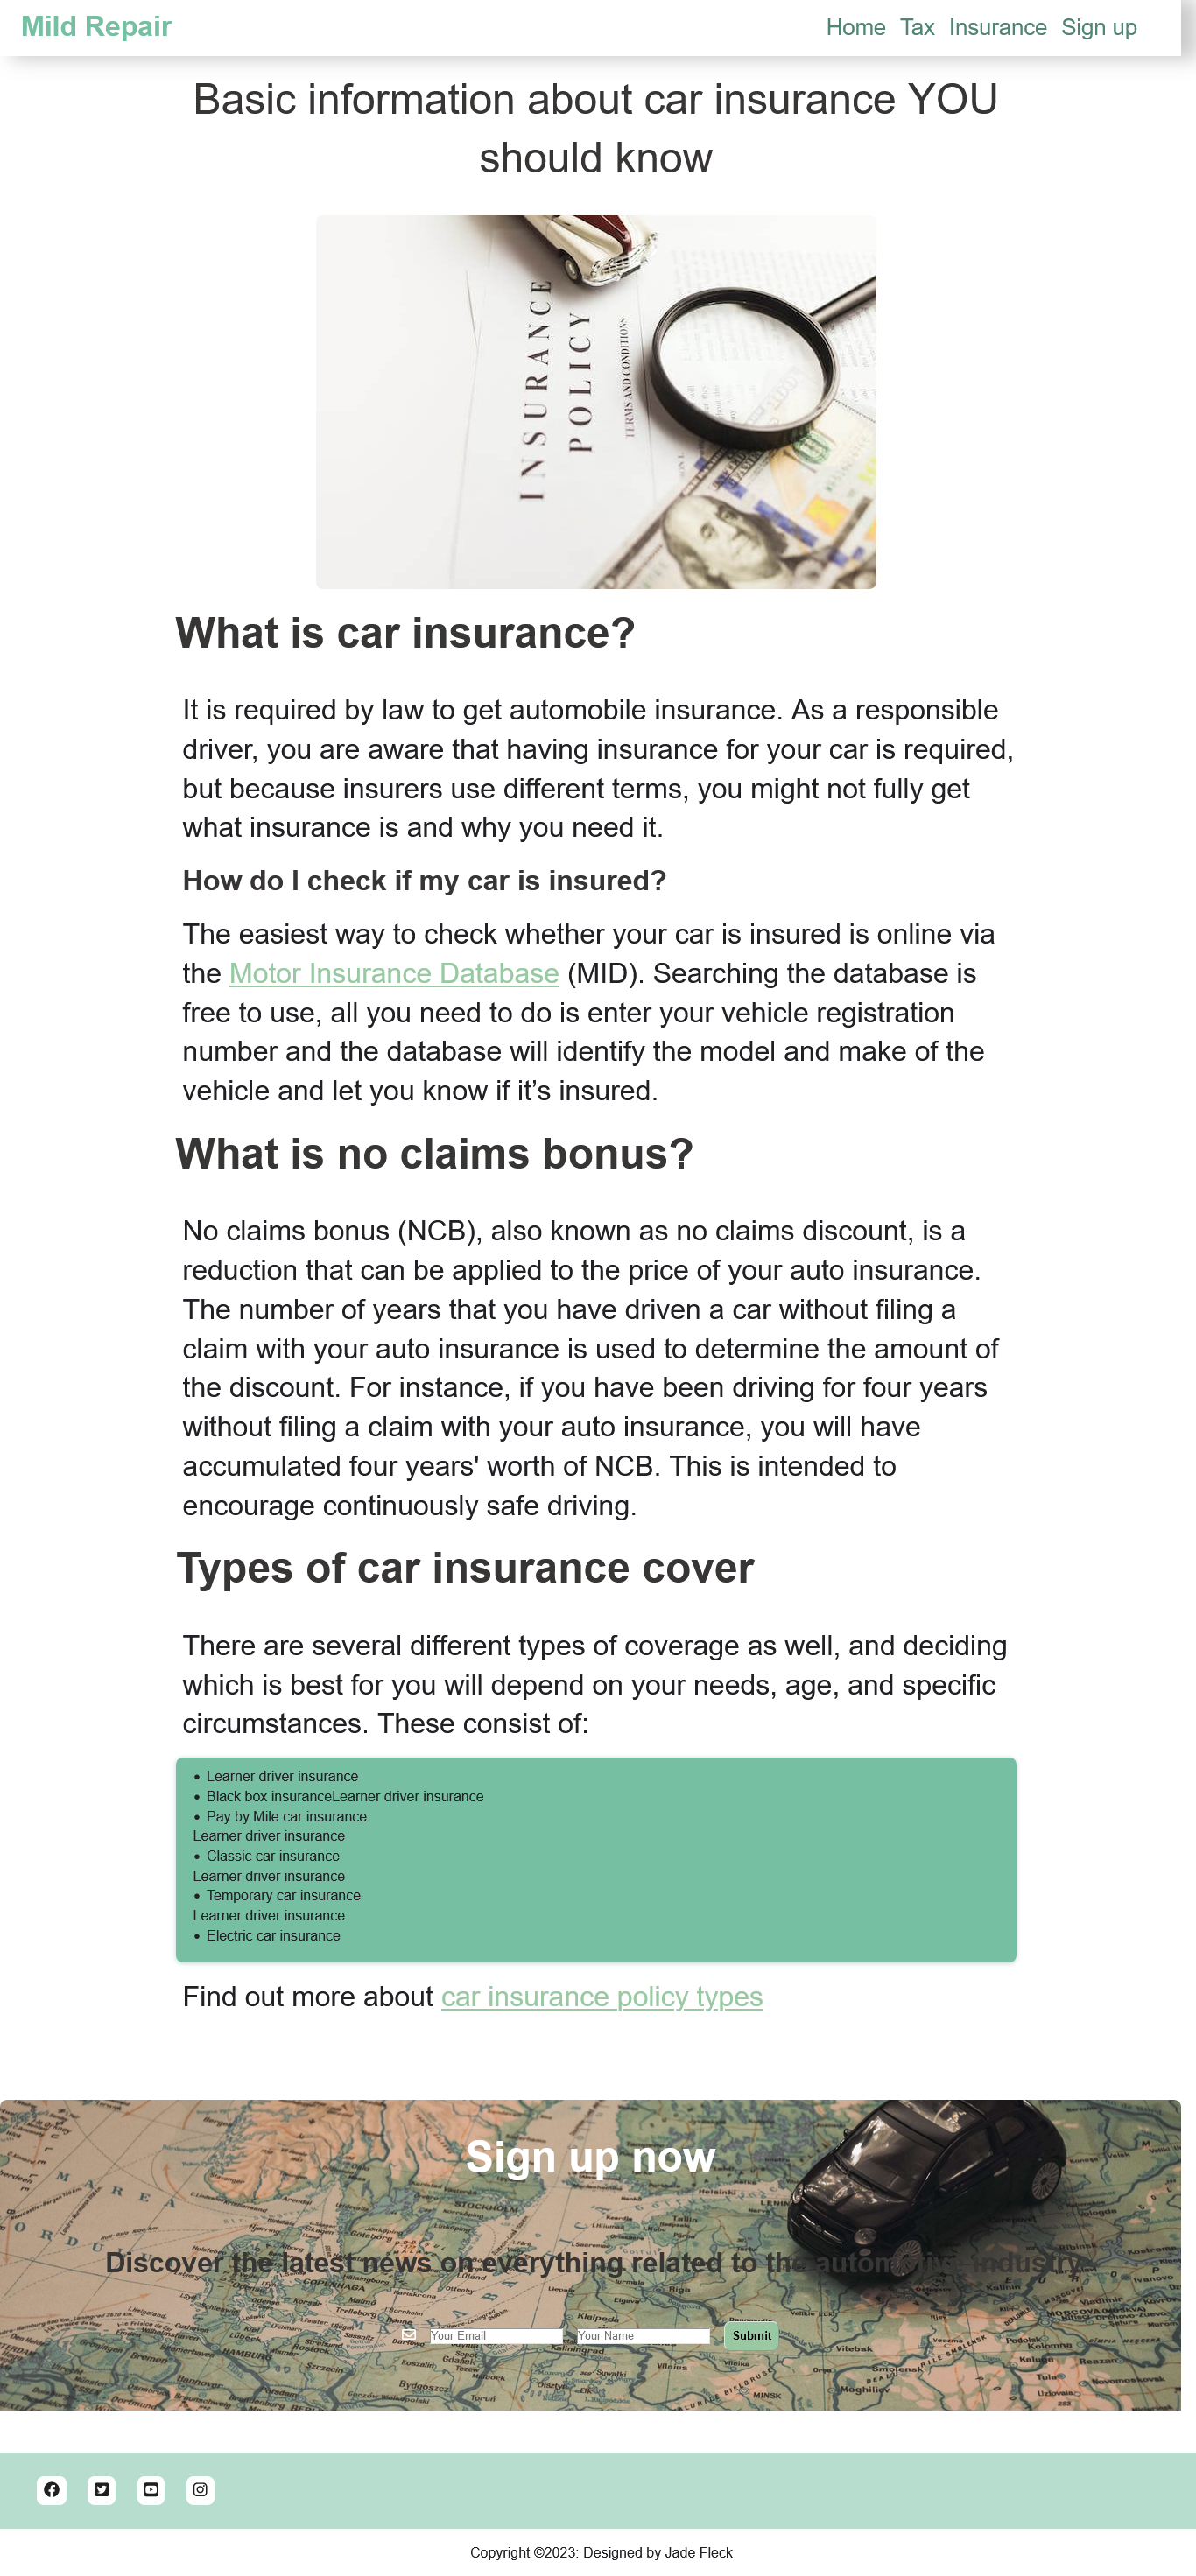 Mild Repair
Home Tax Insurance Sign up
Basic information about car insurance YOU
should know
INSURANCE
POLICY
TERMS AND CONDITIONS
What is car insurance?
It is required by law to get automobile insurance. As a responsible
driver, you are aware that having insurance for your car is required,
but because insurers use different terms, you might not fully get
what insurance is and why you need it.
How do I check if my car is insured?
The easiest way to check whether your car is insured is online via
the Motor Insurance Database (MID). Searching the database is
free to use, all you need to do is enter your vehicle registration
number and the database will identify the model and make of the
vehicle and let you know if it’s insured.
What is no claims bonus?
No claims bonus (NCB), also known as no claims discount, is a
reduction that can be applied to the price of your auto insurance.
The number of years that you have driven a car without filing a
claim with your auto insurance is used to determine the amount of
the discount. For instance, if you have been driving for four years
without filing a claim with your auto insurance, you will have
accumulated four years' worth of NCB. This is intended to
encourage continuously safe driving.
Types of car insurance cover
There are several different types of coverage as well, and deciding
which is best for you will depend on your needs, age, and specific
circumstances. These consist of:
• Learner driver insurance
• Black box insuranceLearner driver insurance
• Pay by Mile car insurance
Learner driver insurance
• Classic car insurance
Learner driver insurance
• Temporary car insurance
Learner driver insurance
• Electric car insurance
Find out more about car insurance policy types
Sign up now
Discover the latest news on everything related to the automotive industry
Your Email Your Name Submit
Copyright ©2023: Designed by Jade Fleck